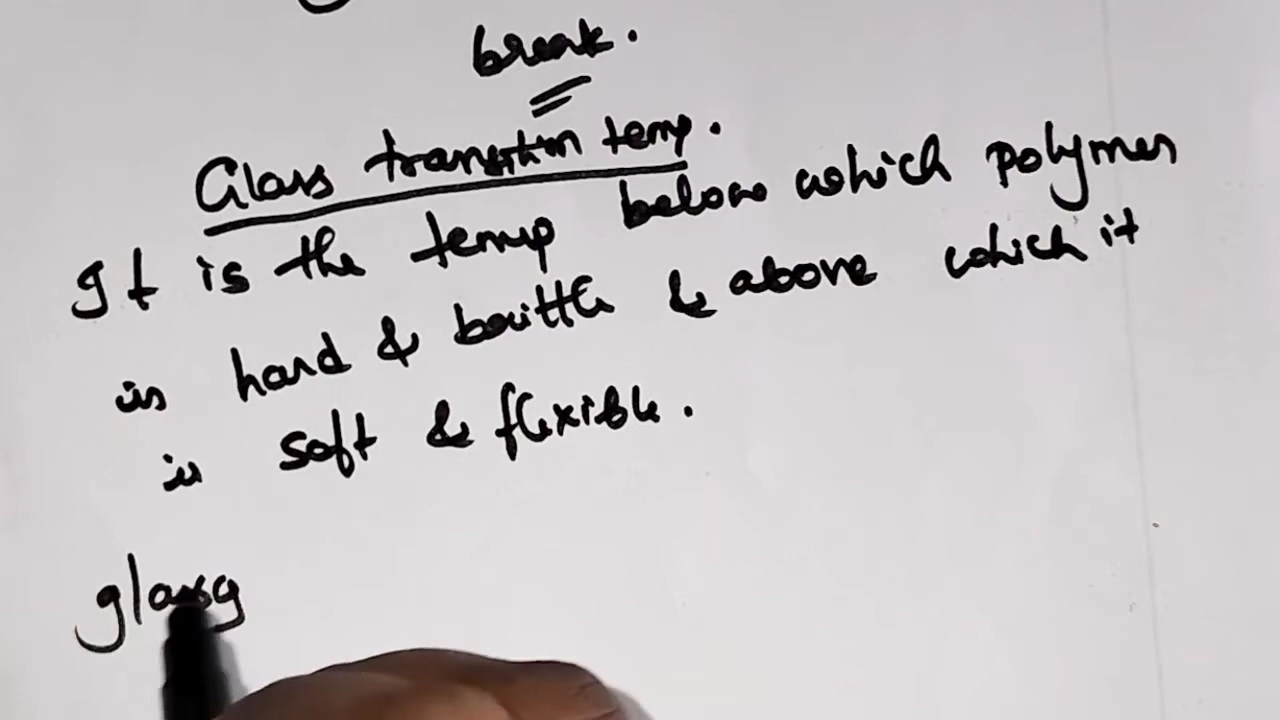 break.
Glass transition temp.
It is the temp below which polymer
is hard & brittle & above which it
is soft & flexible.
glassy